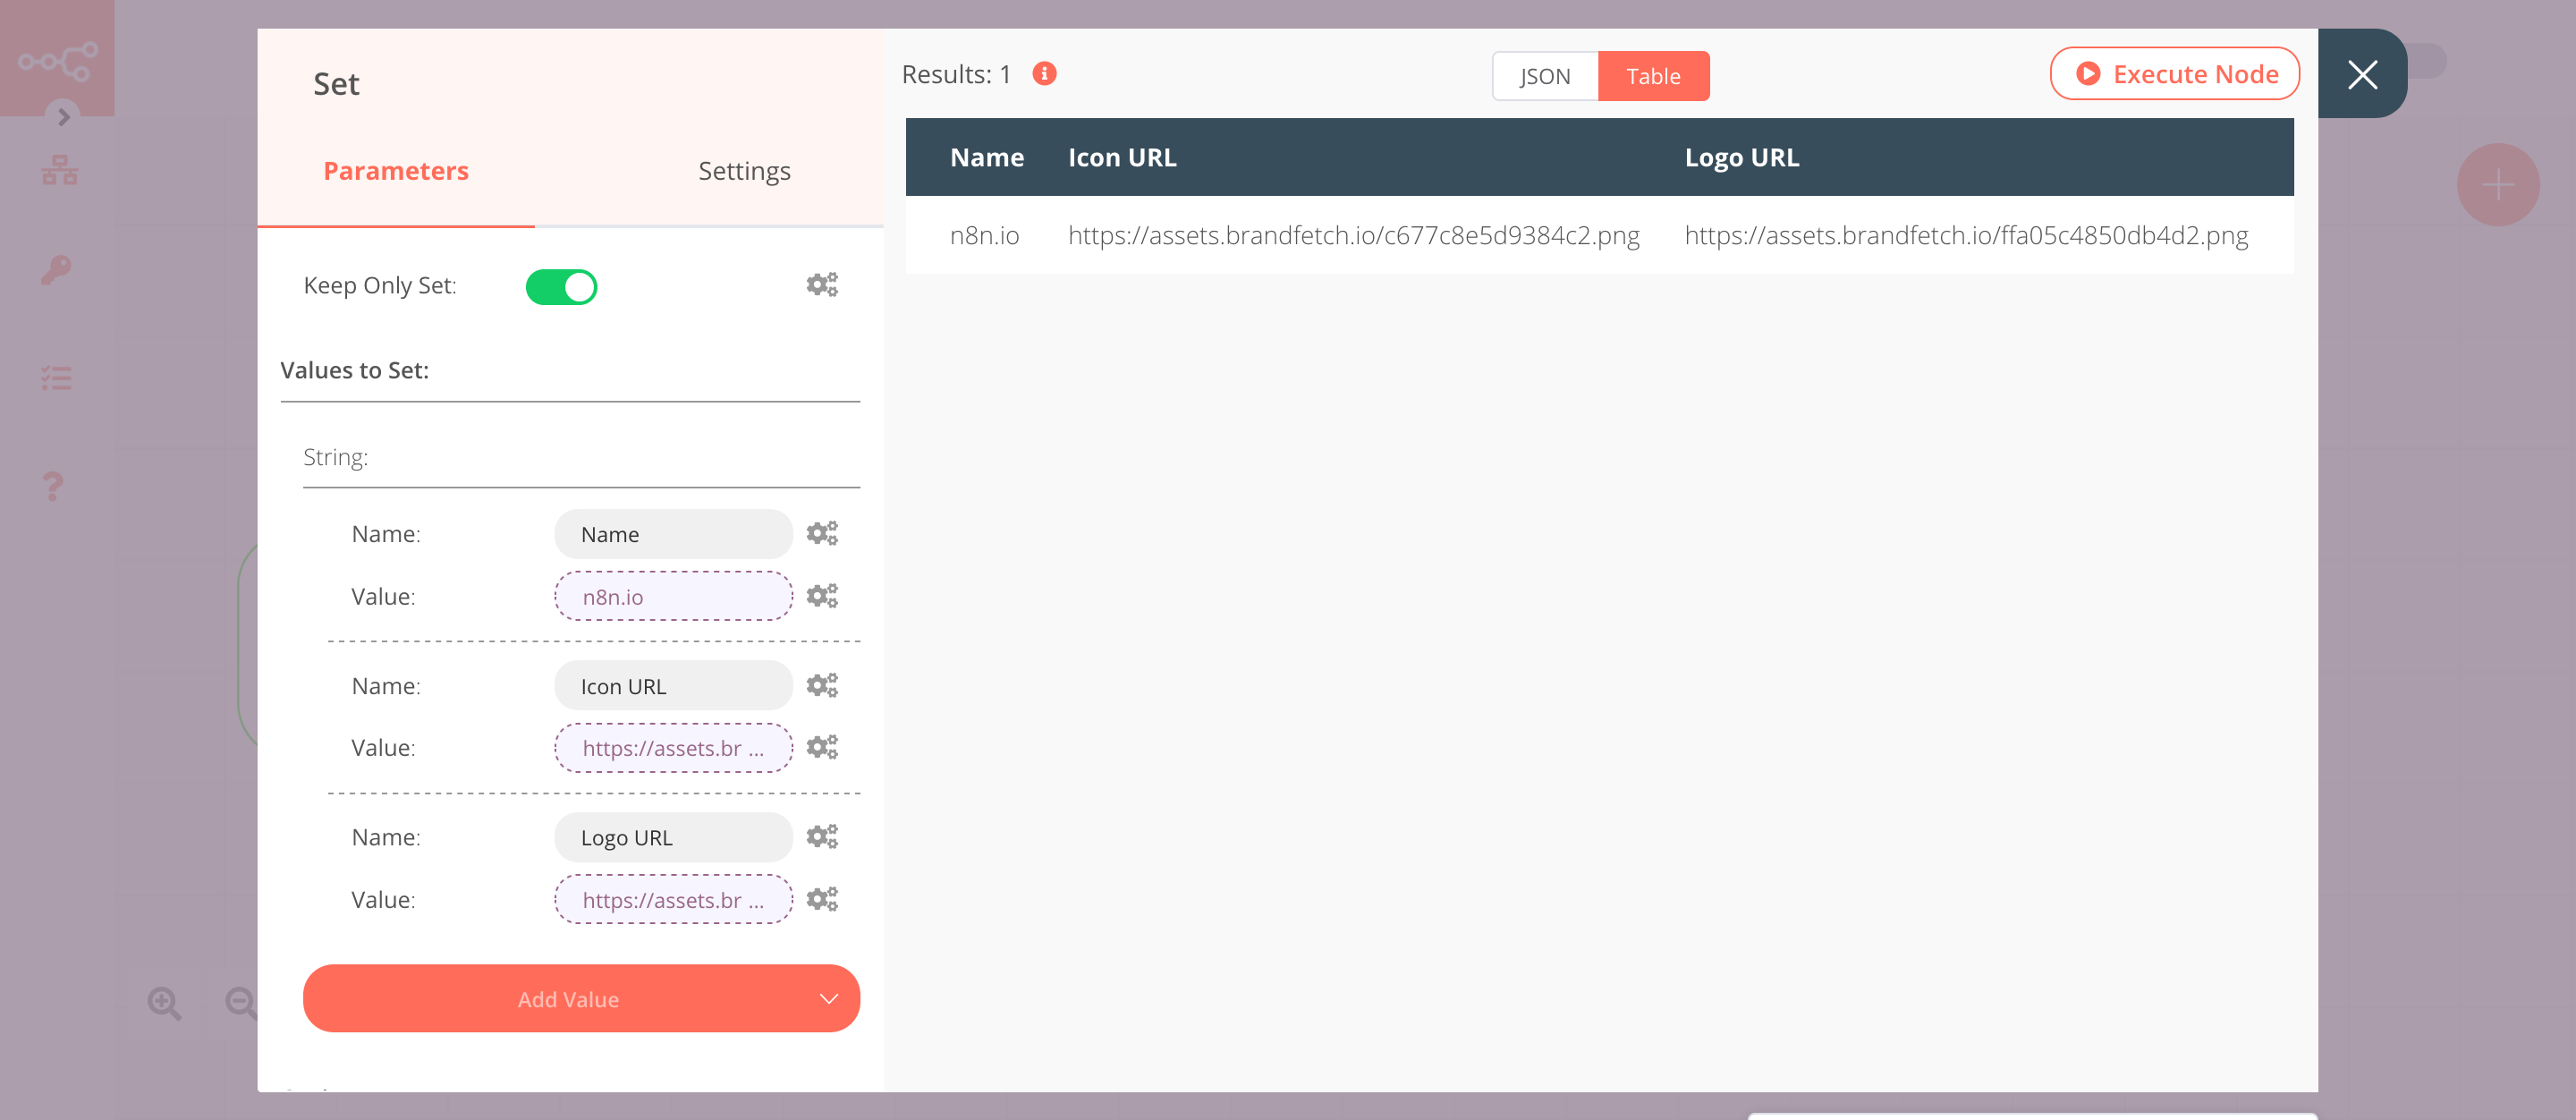 Set
Parameters Settings
Keep Only Set:
Values to Set:
String:
Name: Name
Value: n8n.io
Name: Icon URL
Value: https://assets.br ...
Name: Logo URL
Value: https://assets.br ...
Add Value
Results: 1
JSON Table
Execute Node
Name Icon URL Logo URL
n8n.io https://assets.brandfetch.io/c677c8e5d9384c2.png https://assets.brandfetch.io/ffa05c4850db4d2.png